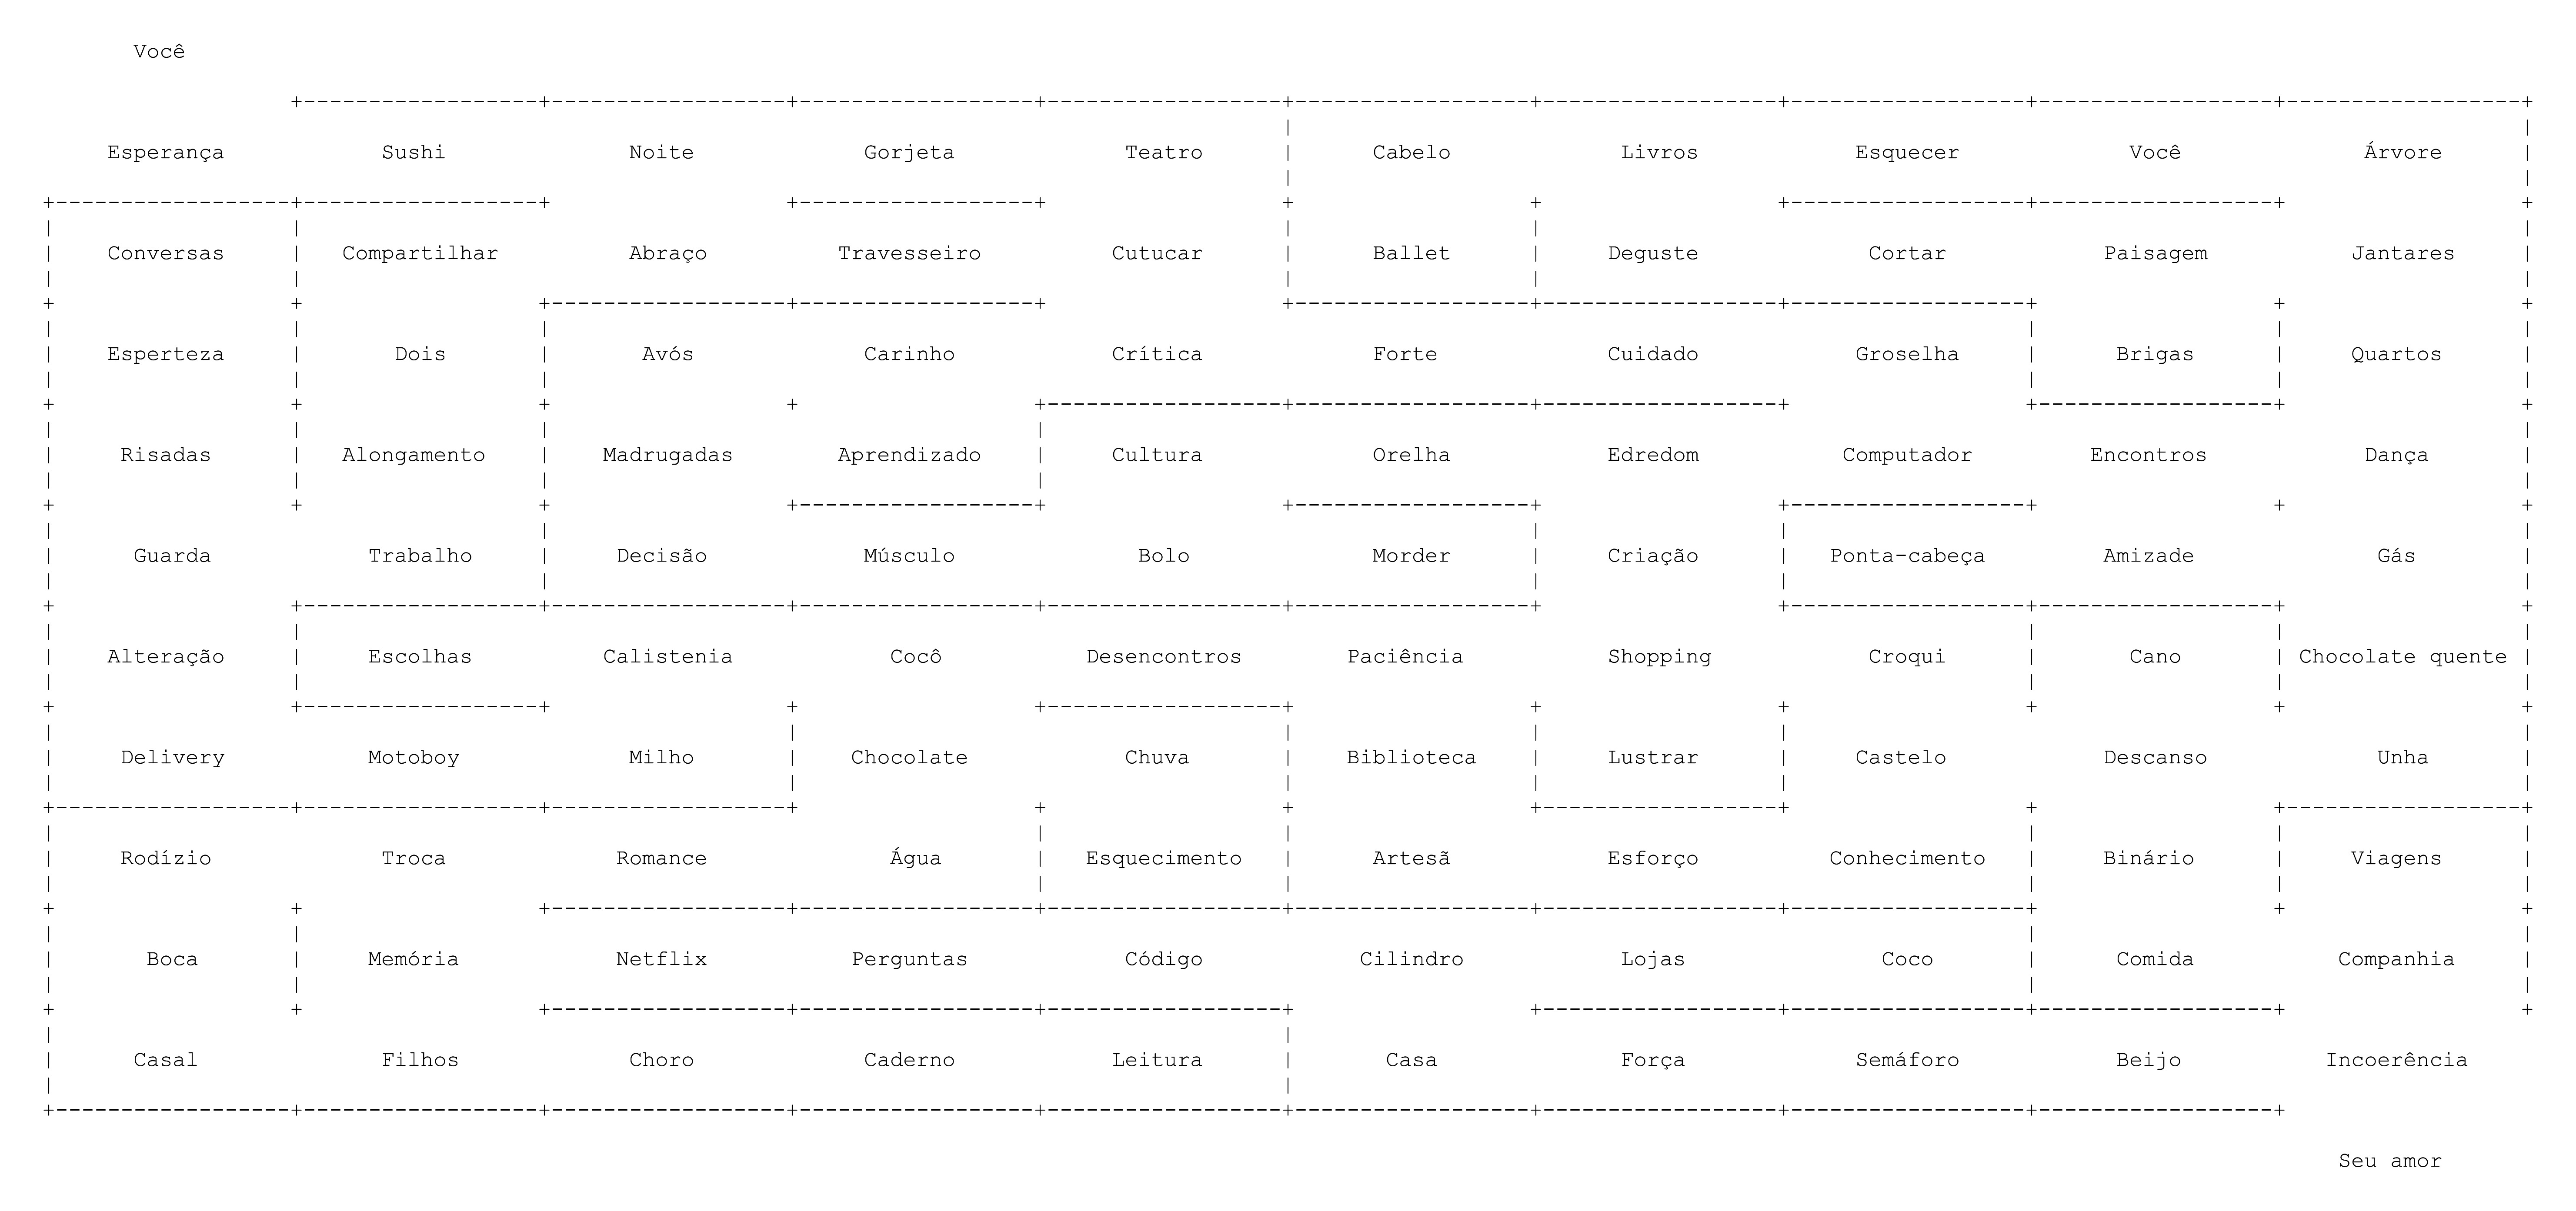 Você
Esperança Sushi Noite Gorjeta Teatro Cabelo Livros Esquecer Você Árvore
Conversas Compartilhar Abraço Travesseiro Cutucar Ballet Deguste Cortar Paisagem Jantares
Esperteza Dois Avós Carinho Crítica Forte Cuidado Groselha Brigas Quartos
Risadas Alongamento Madrugadas Aprendizado Cultura Orelha Edredom Computador Encontros Dança
Guarda Trabalho Decisão Músculo Bolo Morder Criação Ponta-cabeça Amizade Gás
Alteração Escolhas Calistenia Cocô Desencontros Paciência Shopping Croqui Cano Chocolate quente
Delivery Motoboy Milho Chocolate Chuva Biblioteca Lustrar Castelo Descanso Unha
Rodízio Troca Romance Água Esquecimento Artesã Esforço Conhecimento Binário Viagens
Boca Memória Netflix Perguntas Código Cilindro Lojas Coco Comida Companhia
Casal Filhos Choro Caderno Leitura Casa Força Semáforo Beijo Incoerência
Seu amor